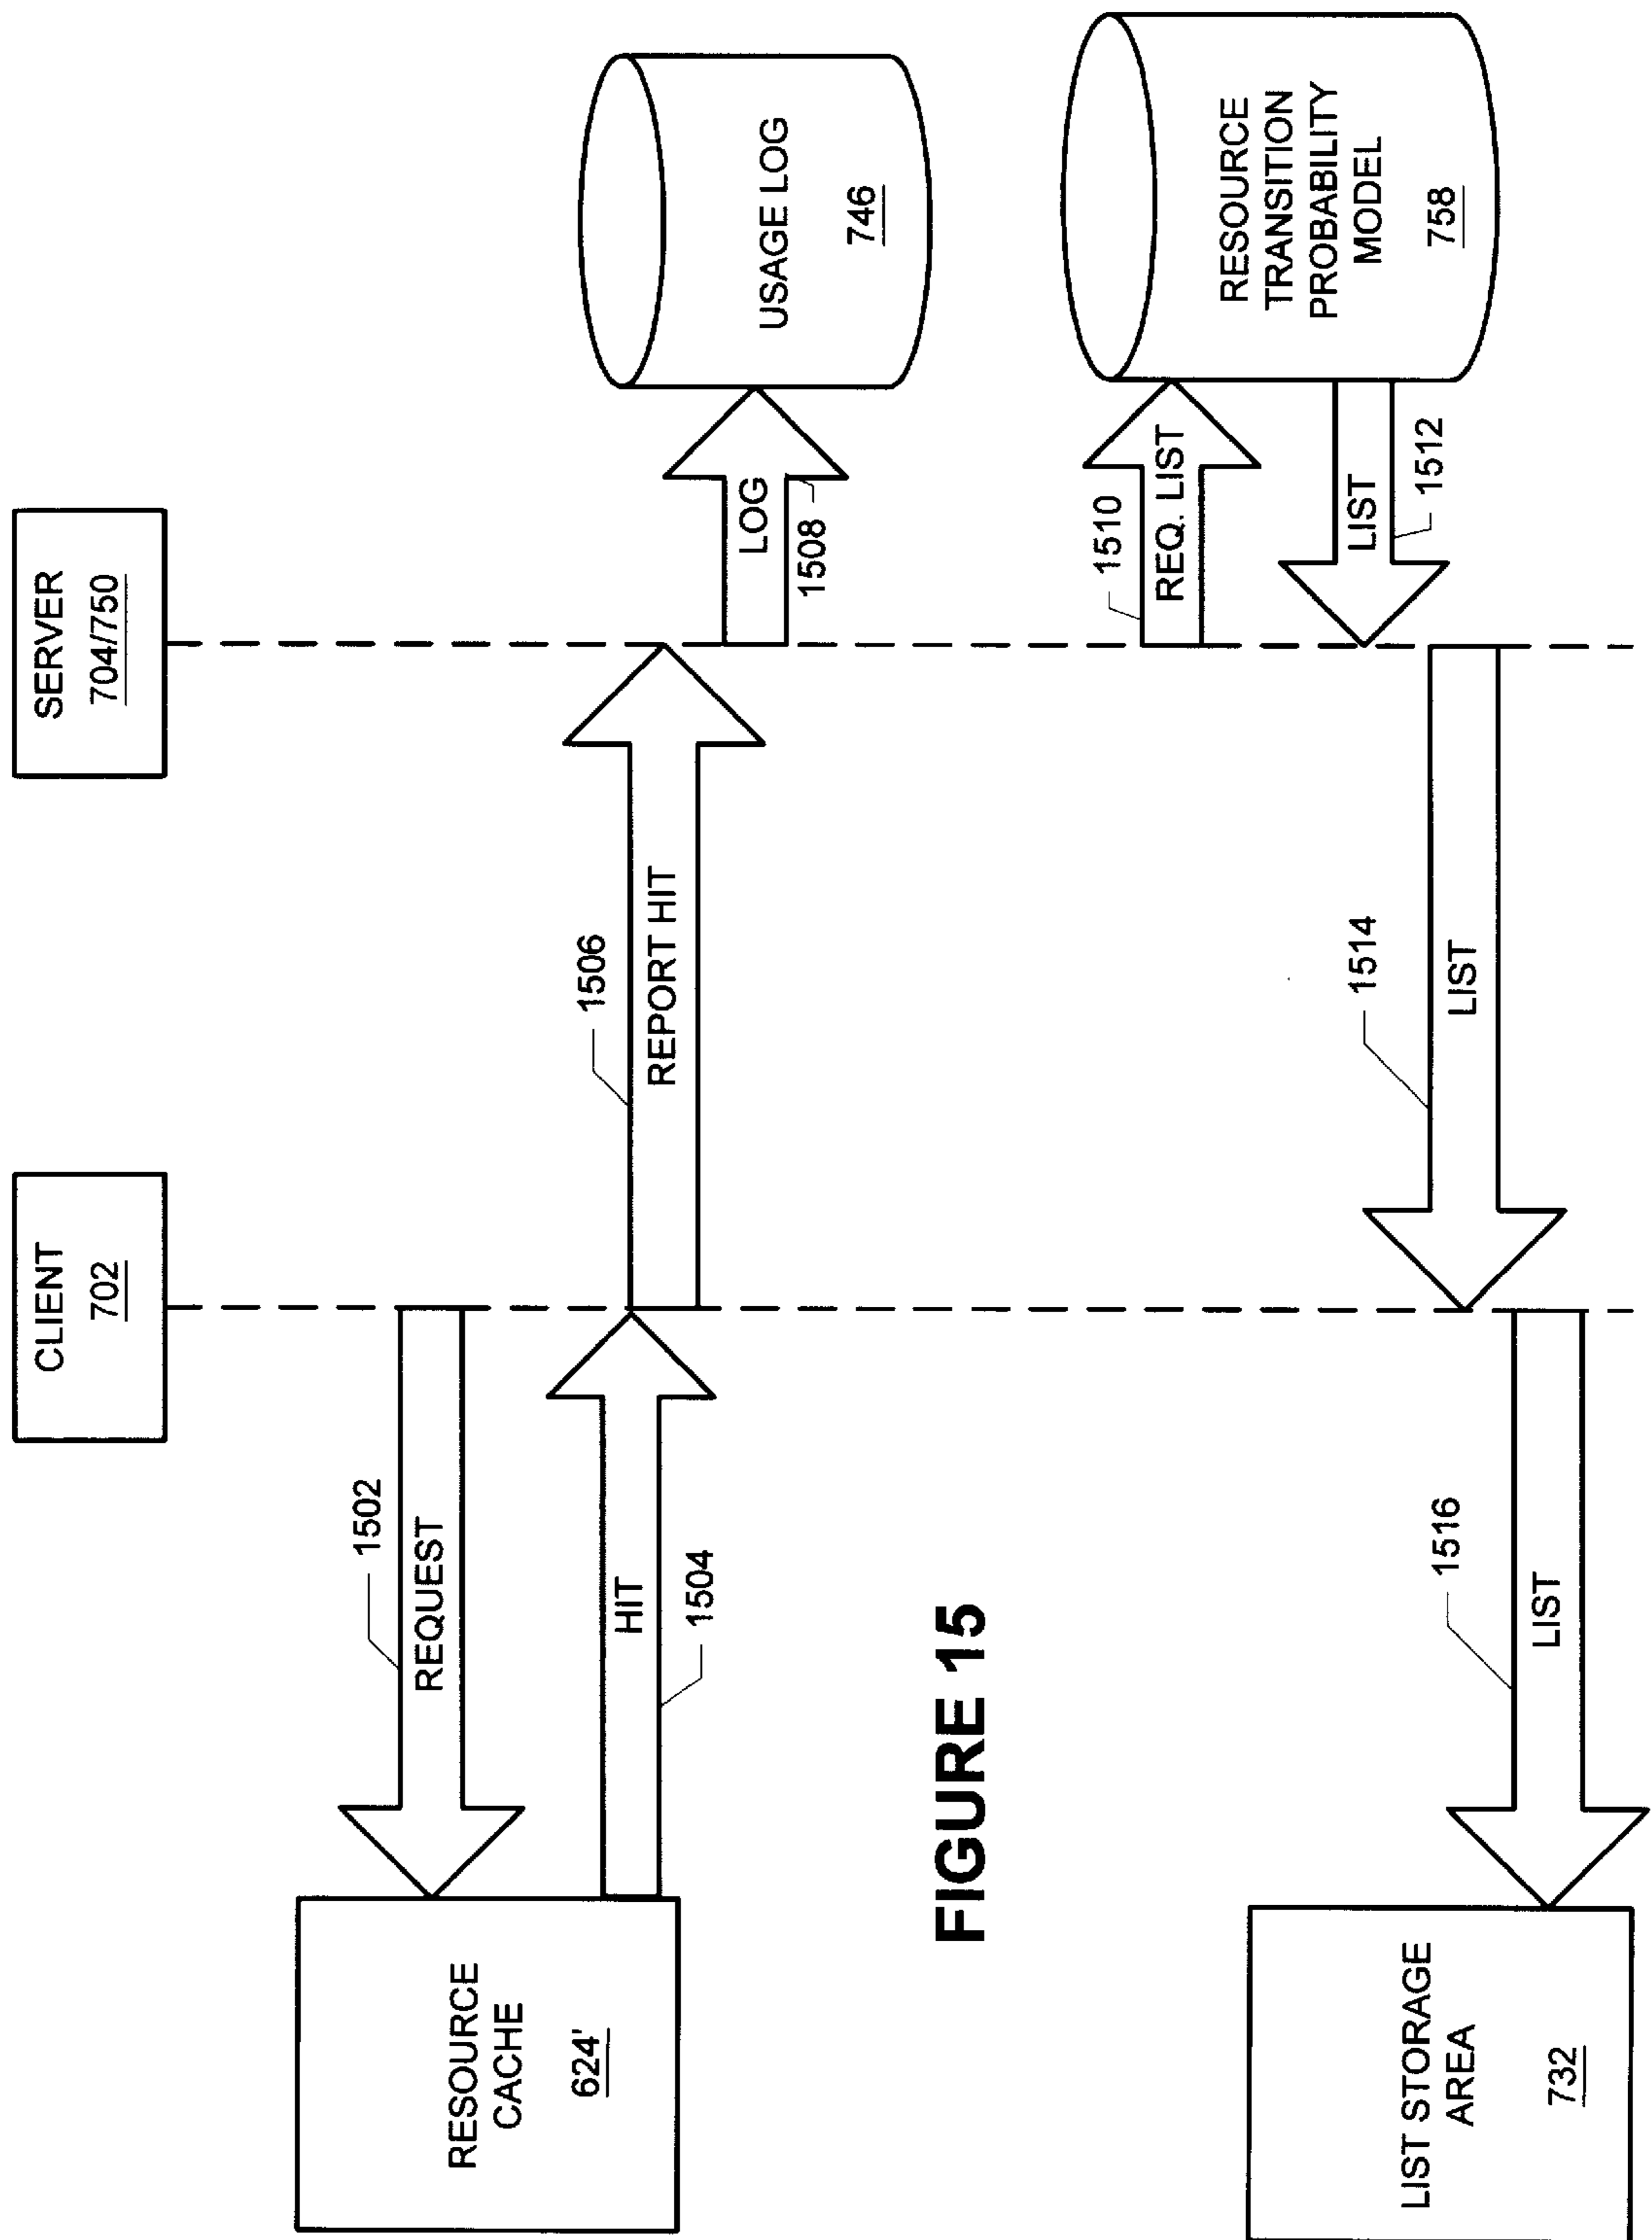 CLIENT
702
SERVER
704/750
1502
REQUEST
RESOURCE
CACHE
624'
HIT
1504
1506
REPORT HIT
LOG
1508
USAGE LOG
746
1510
REQ. LIST
RESOURCE
TRANSITION
PROBABILITY
MODEL
758
LIST
1512
1514
LIST
1516
LIST
LIST STORAGE
AREA
732
FIGURE 15